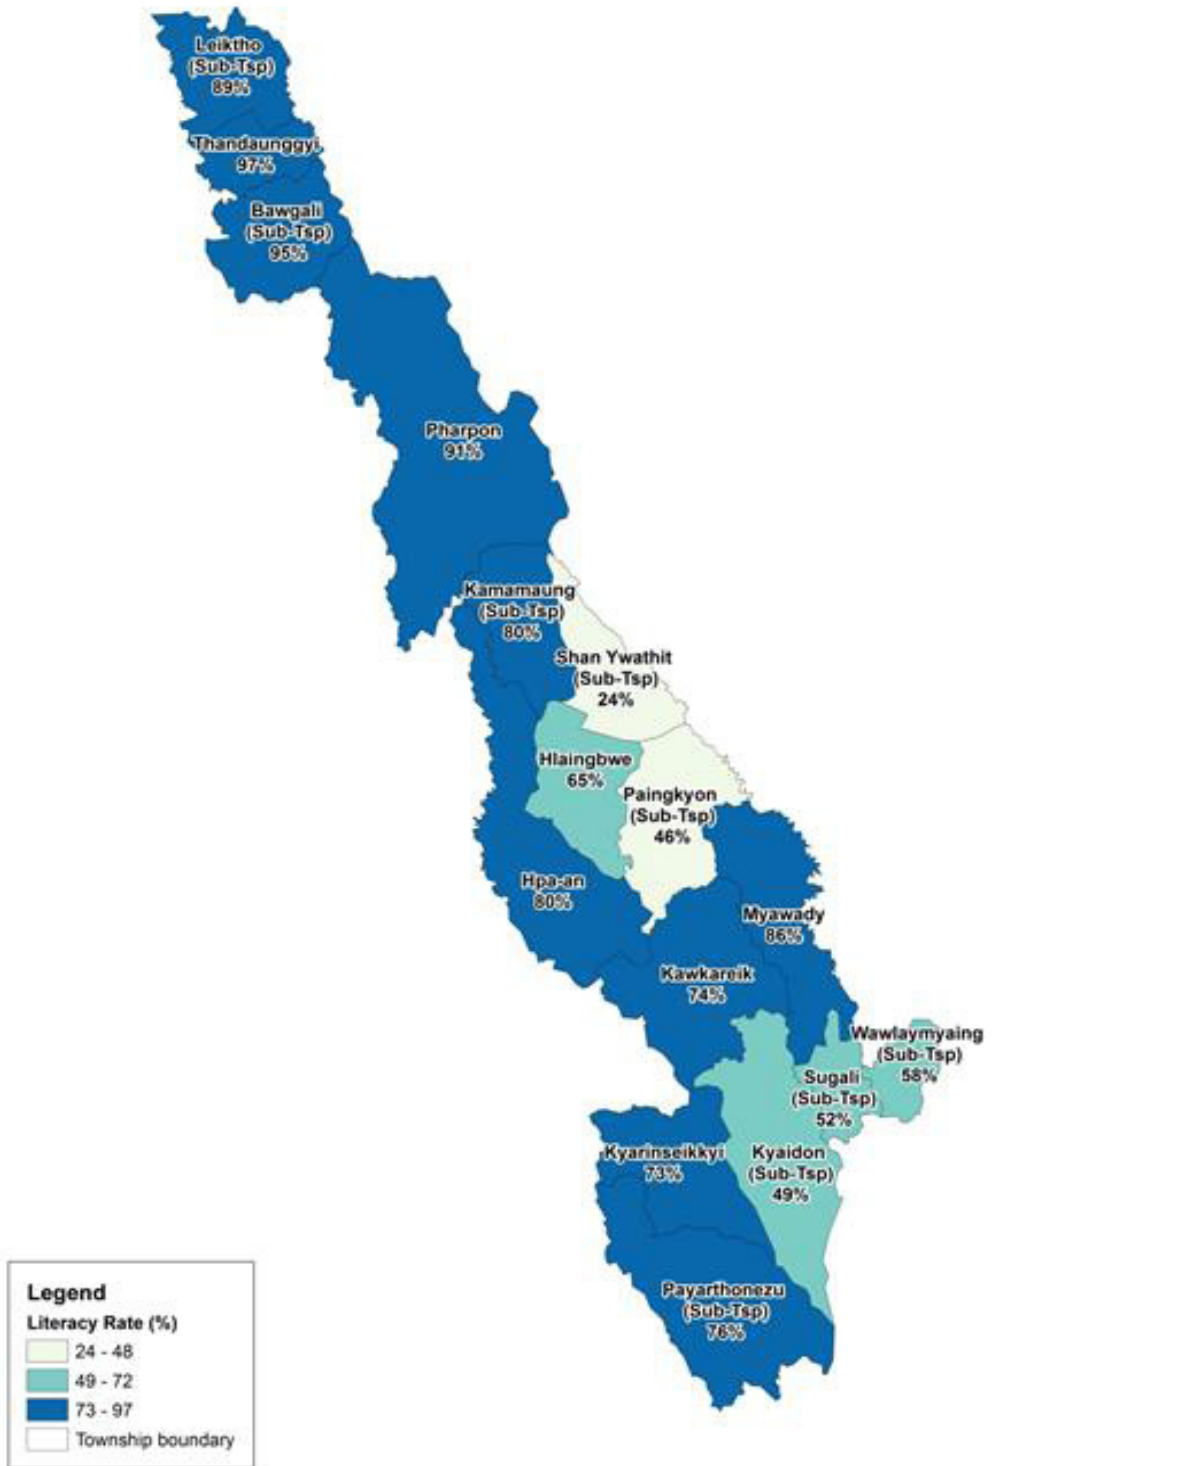 Leiktho
(Sub-Tsp)
89%
Thandaunggyi
97%
Bawgali
(Sub-Tsp)
95%
Pharpon
91%
Kamamaung
(Sub-Tsp)
80%
Shan Ywathit
(Sub-Tsp)
24%
Hlaingbwe
65%
Paingkyon
(Sub-Tsp)
46%
Hpa-an
80%
Myawady
86%
Kawkareik
74%
Wawlaymyaing
(Sub-Tsp)
58%
Sugali
(Sub-Tsp)
52%
Kyarinseikkyi
73%
Kyaidon
(Sub-Tsp)
49%
Payarthonezu
(Sub-Tsp)
76%
Legend
Literacy Rate (%)
24 - 48
49 - 72
73 - 97
Township boundary